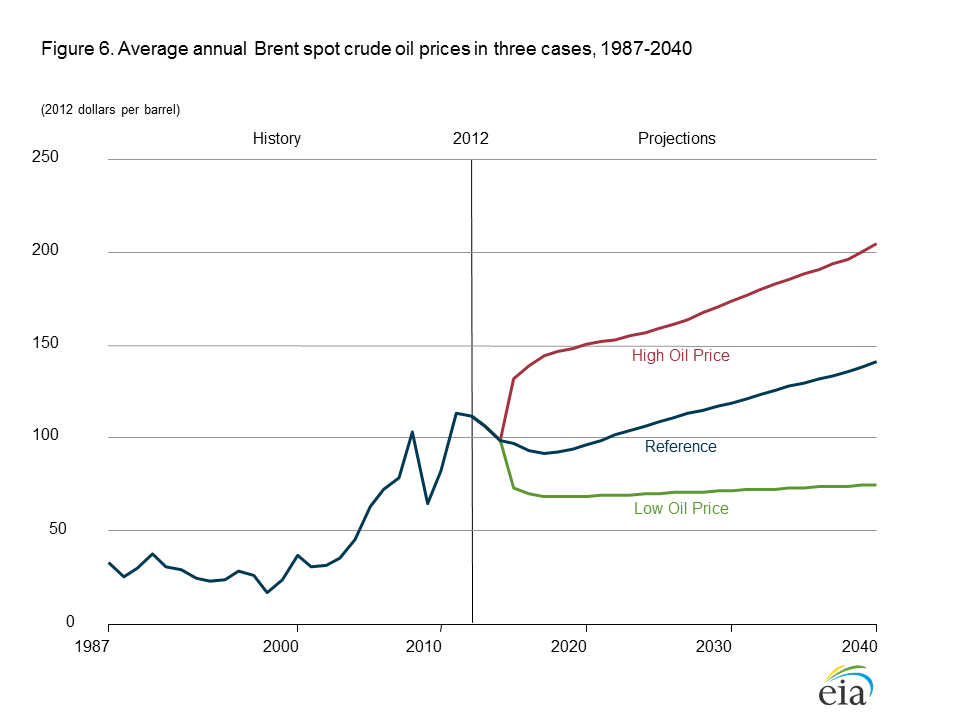 Figure 6. Average annual Brent spot crude oil prices in three cases, 1987-2040
(2012 dollars per barrel)
History 2012 Projections
250
200
150
High Oil Price
100
Reference
50
Low Oil Price
0
1987 2000 2010 2020 2030 2040
eia